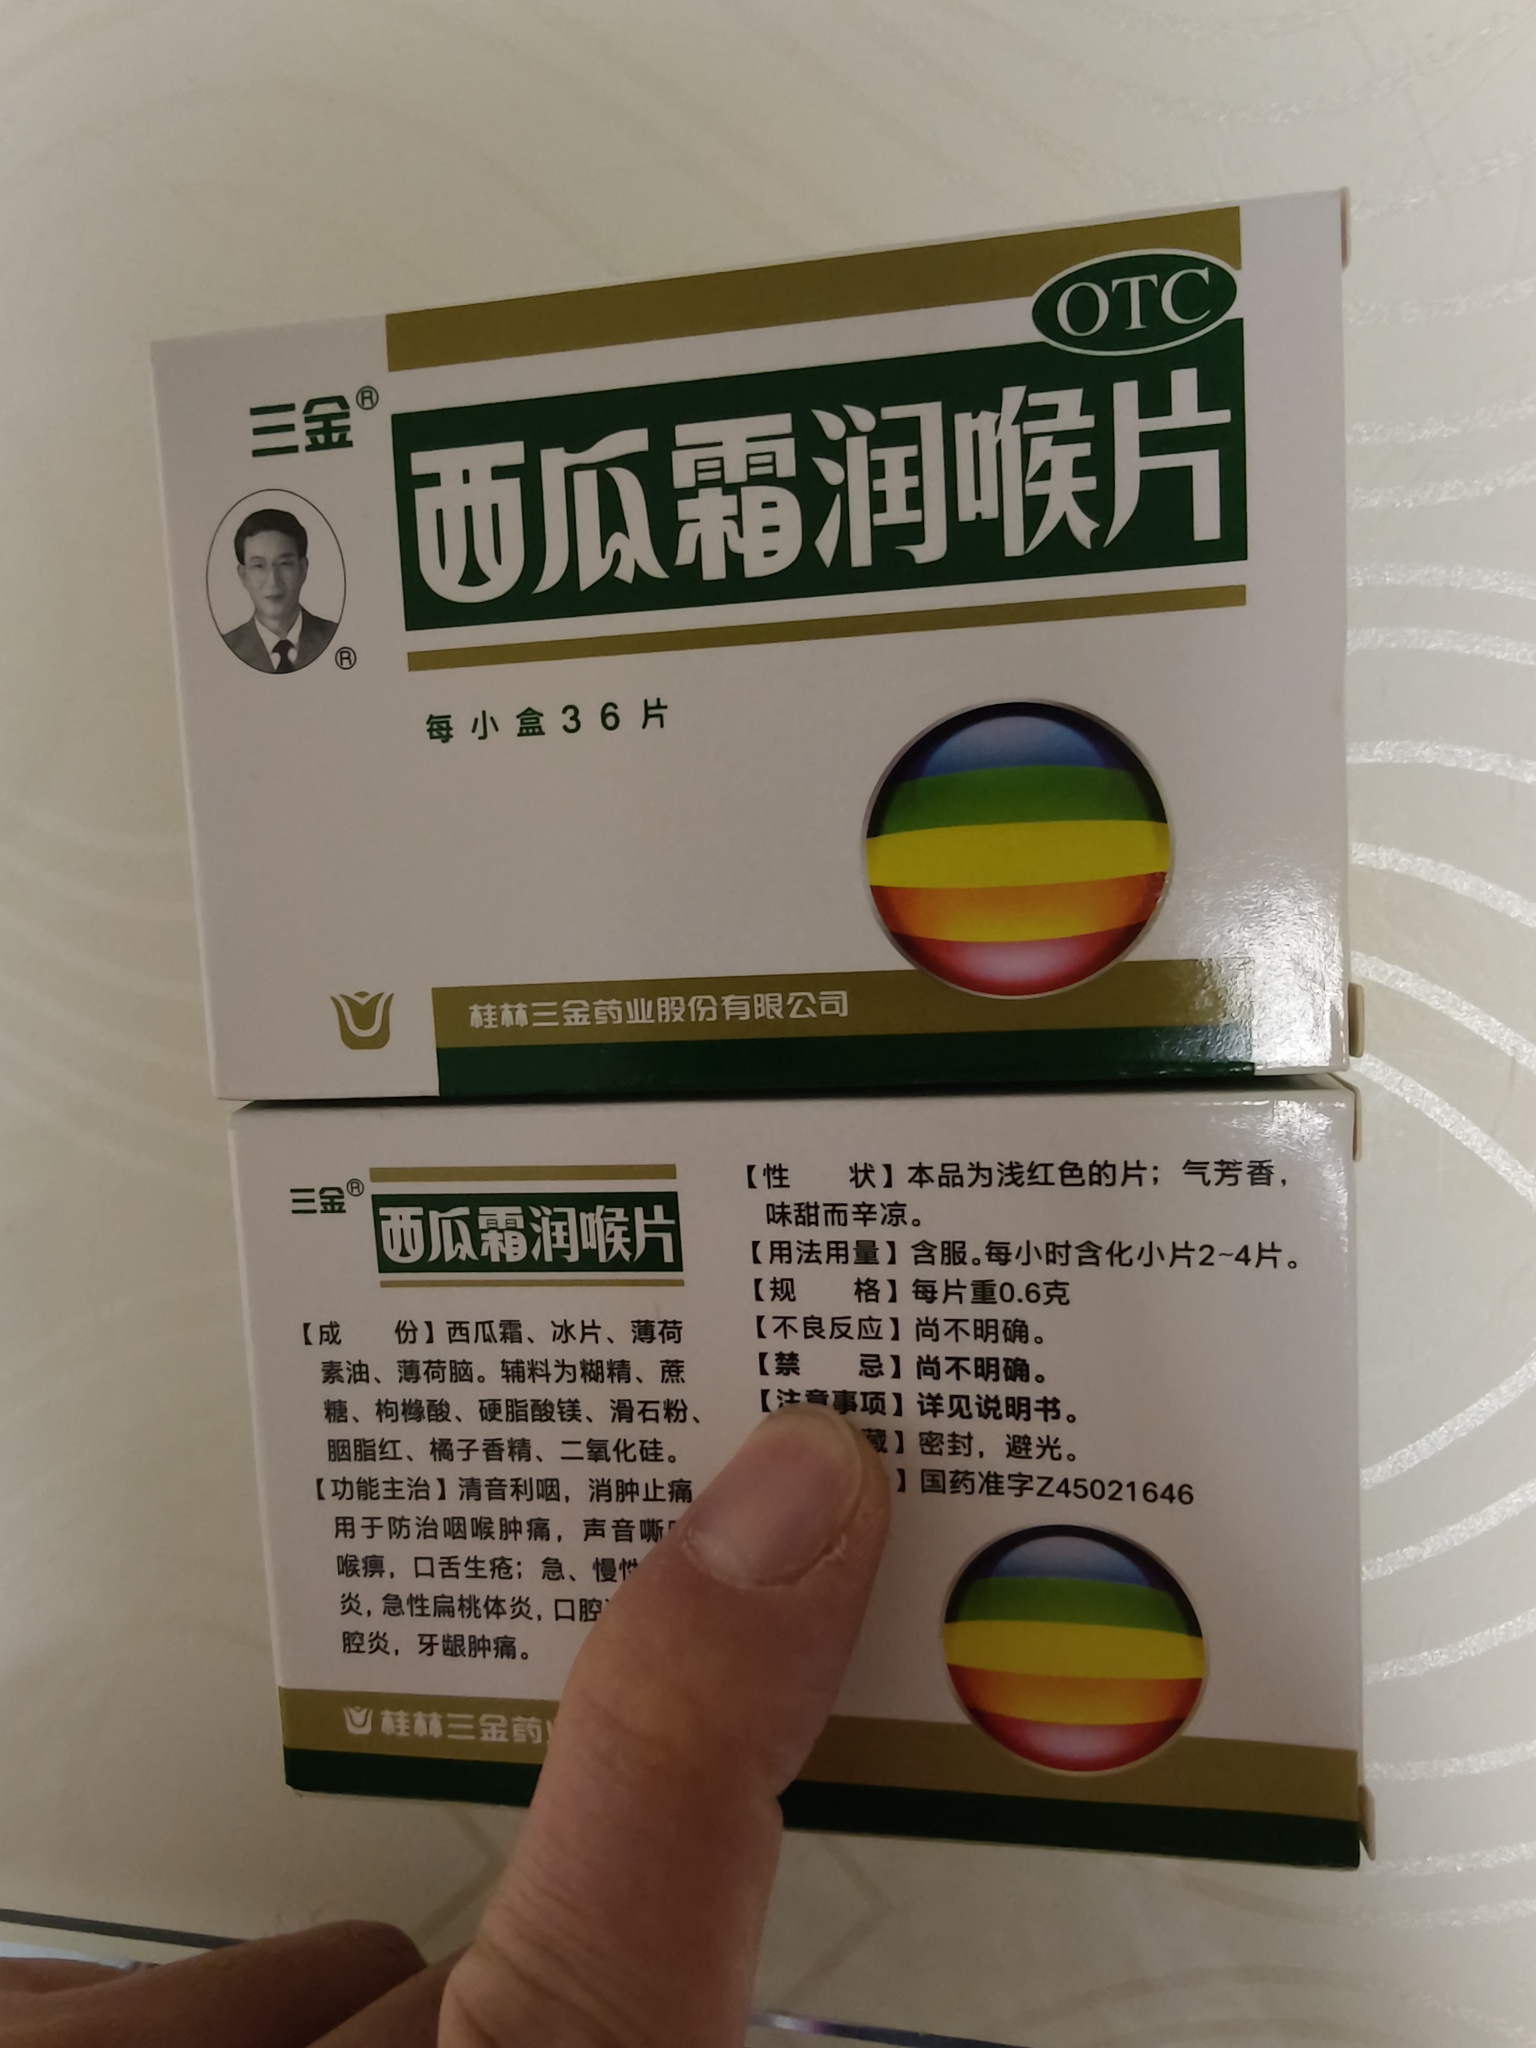 OTC
三金®
西瓜霜润喉片
®
每小盒36片
桂林三金药业股份有限公司
三金®
西瓜霜润喉片
【成 份】西瓜霜、冰片、薄荷
素油、薄荷脑。辅料为糊精、蔗
糖、枸橼酸、硬脂酸镁、滑石粉、
胭脂红、橘子香精、二氧化硅。
【功能主治】清音利咽，消肿止痛
用于防治咽喉肿痛，声音嘶
喉痹，口舌生疮；急、慢性
炎，急性扁桃体炎，口腔
腔炎，牙龈肿痛。
桂林三金药
【性 状】本品为浅红色的片；气芳香，
味甜而辛凉。
【用法用量】含服。每小时含化小片2~4片。
【规 格】每片重0.6克
【不良反应】尚不明确。
【禁 忌】尚不明确。
【注意事项】详见说明书。
藏】密封，避光。
】国药准字Z45021646